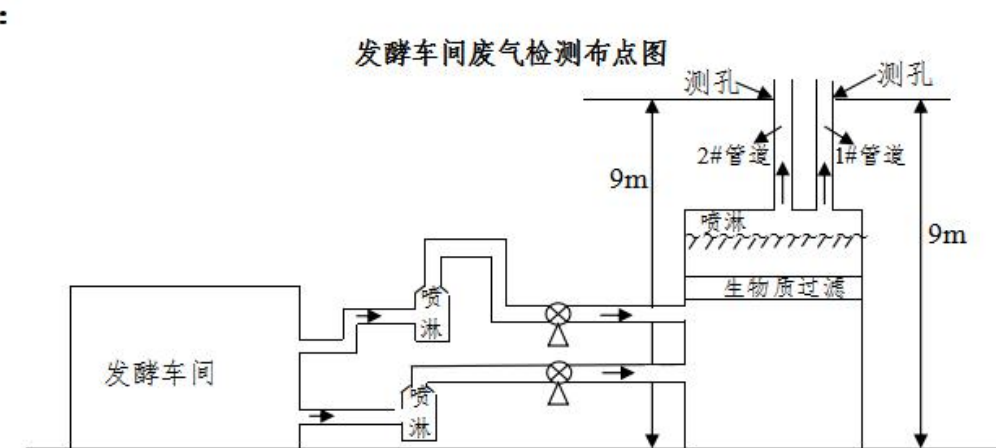 :
发酵车间废气检测布点图
测孔 测孔
2#管道 1#管道
9m
喷淋
9m
生物质过滤
喷
淋
发酵车间
喷
淋